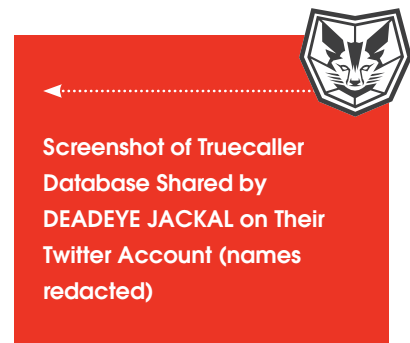 Screenshot of Truecaller
Database Shared by
DEADEYE JACKAL on Their
Twitter Account (names
redacted)